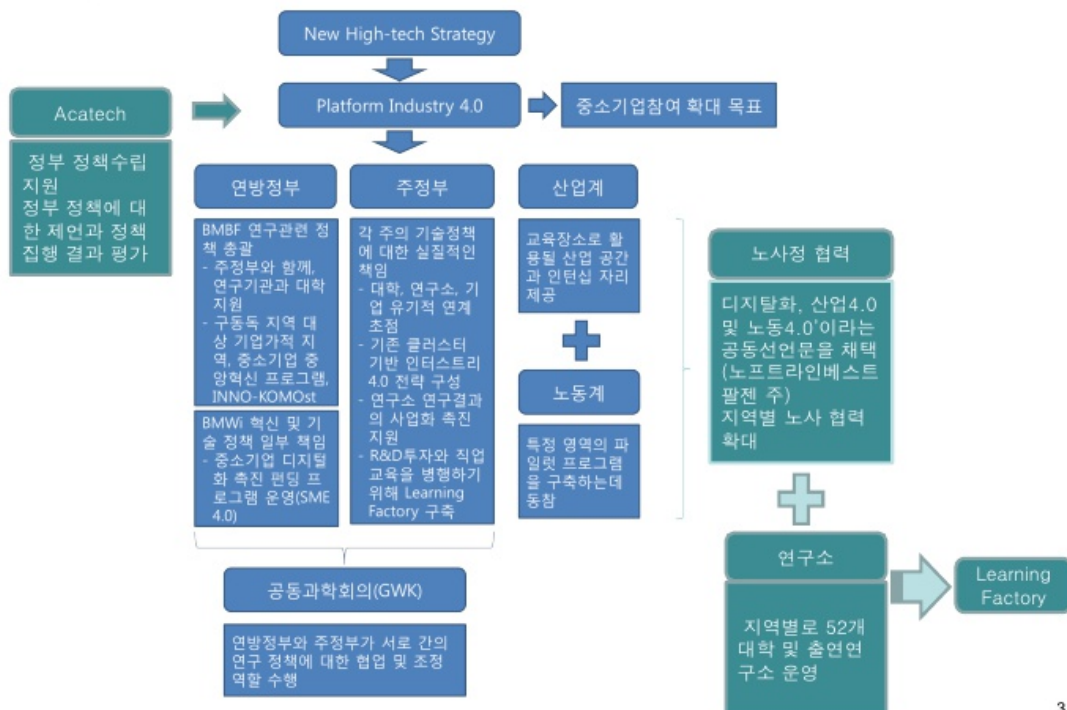 New High-tech Strategy
Platform Industry 4.0
중소기업참여 확대 목표
Acatech
정부 정책수립
지원
정부 정책에 대
한 제언과 정책
집행 결과 평가
연방정부
BMBF 연구관련 정
책 총괄
- 주정부와 함께,
연구기관과 대학
지원
- 구동독 지역 대
상 기업가적 지
역, 중소기업 중
앙혁신 프로그램,
INNO-KOMOst
BMWi 혁신 및 기
술 정책 일부 책임
- 중소기업 디지털
화 촉진 펀딩 프
로그램 운영(SME
4.0)
주정부
각 주의 기술정책
에 대한 실질적인
책임
- 대학, 연구소, 기
업 유기적 연계
초점
- 기존 클러스터
기반 인터스트리
4.0 전략 구성
- 연구소 연구결과
의 사업화 촉진
지원
- R&D투자와 직업
교육을 병행하기
위해 Learning
Factory 구축
산업계
교육장소로 활
용될 산업 공간
과 인턴십 자리
제공
노동계
특정 영역의 파
일럿 프로그램
을 구축하는데
동참
노사정 협력
디지탈화, 산업4.0
및 노동4.0'이라는
공동선언문을 채택
(노프트라인베스트
팔젠 주)
지역별 노사 협력
확대
연구소
지역별로 52개
대학 및 출연연
구소 운영
Learning
Factory
공동과학회의(GWK)
연방정부와 주정부가 서로 간의
연구 정책에 대한 협업 및 조정
역할 수행
3